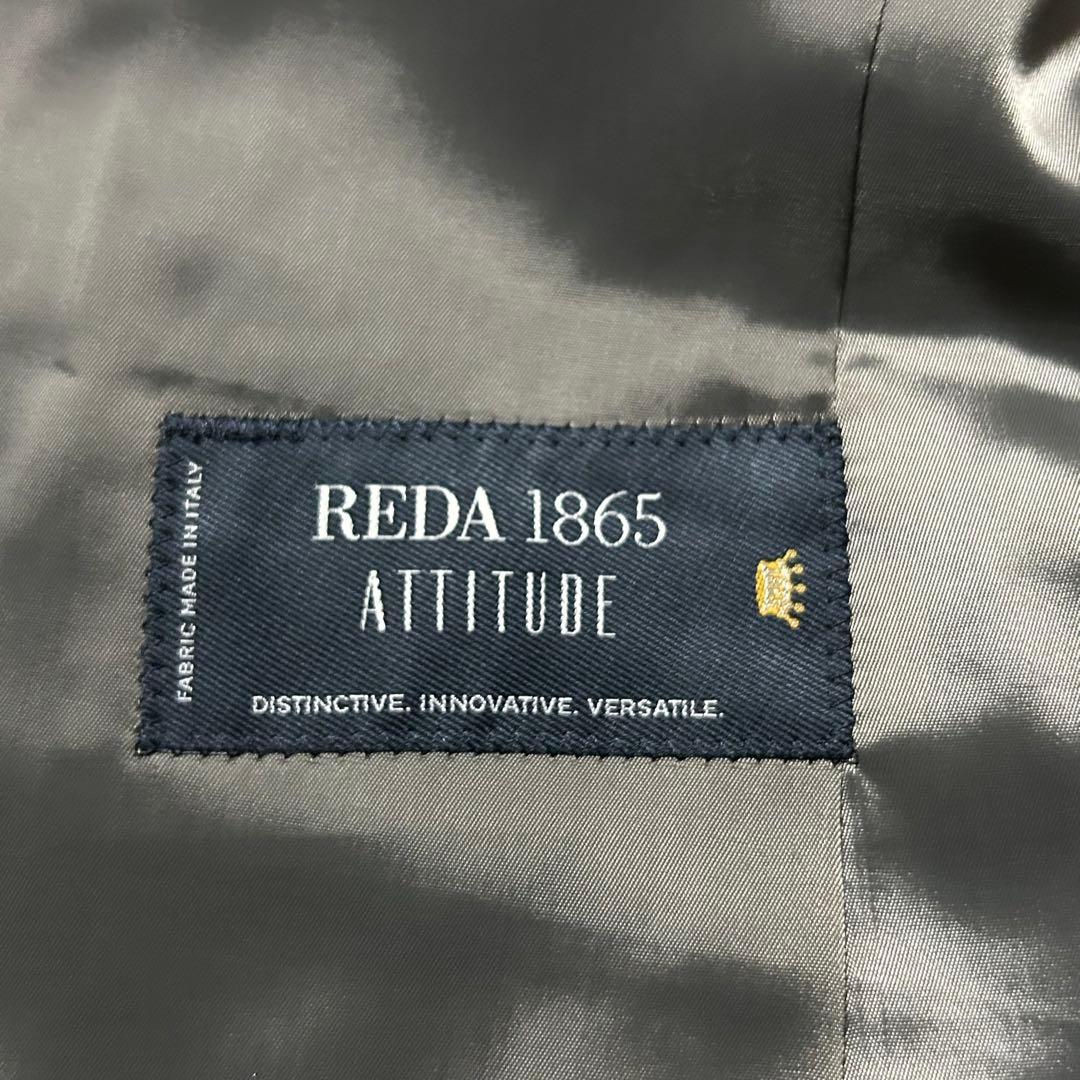 REDA 1865
ATTITUDE
DISTINCTIVE. INNOVATIVE. VERSATILE.
FABRIC MADE IN ITALY